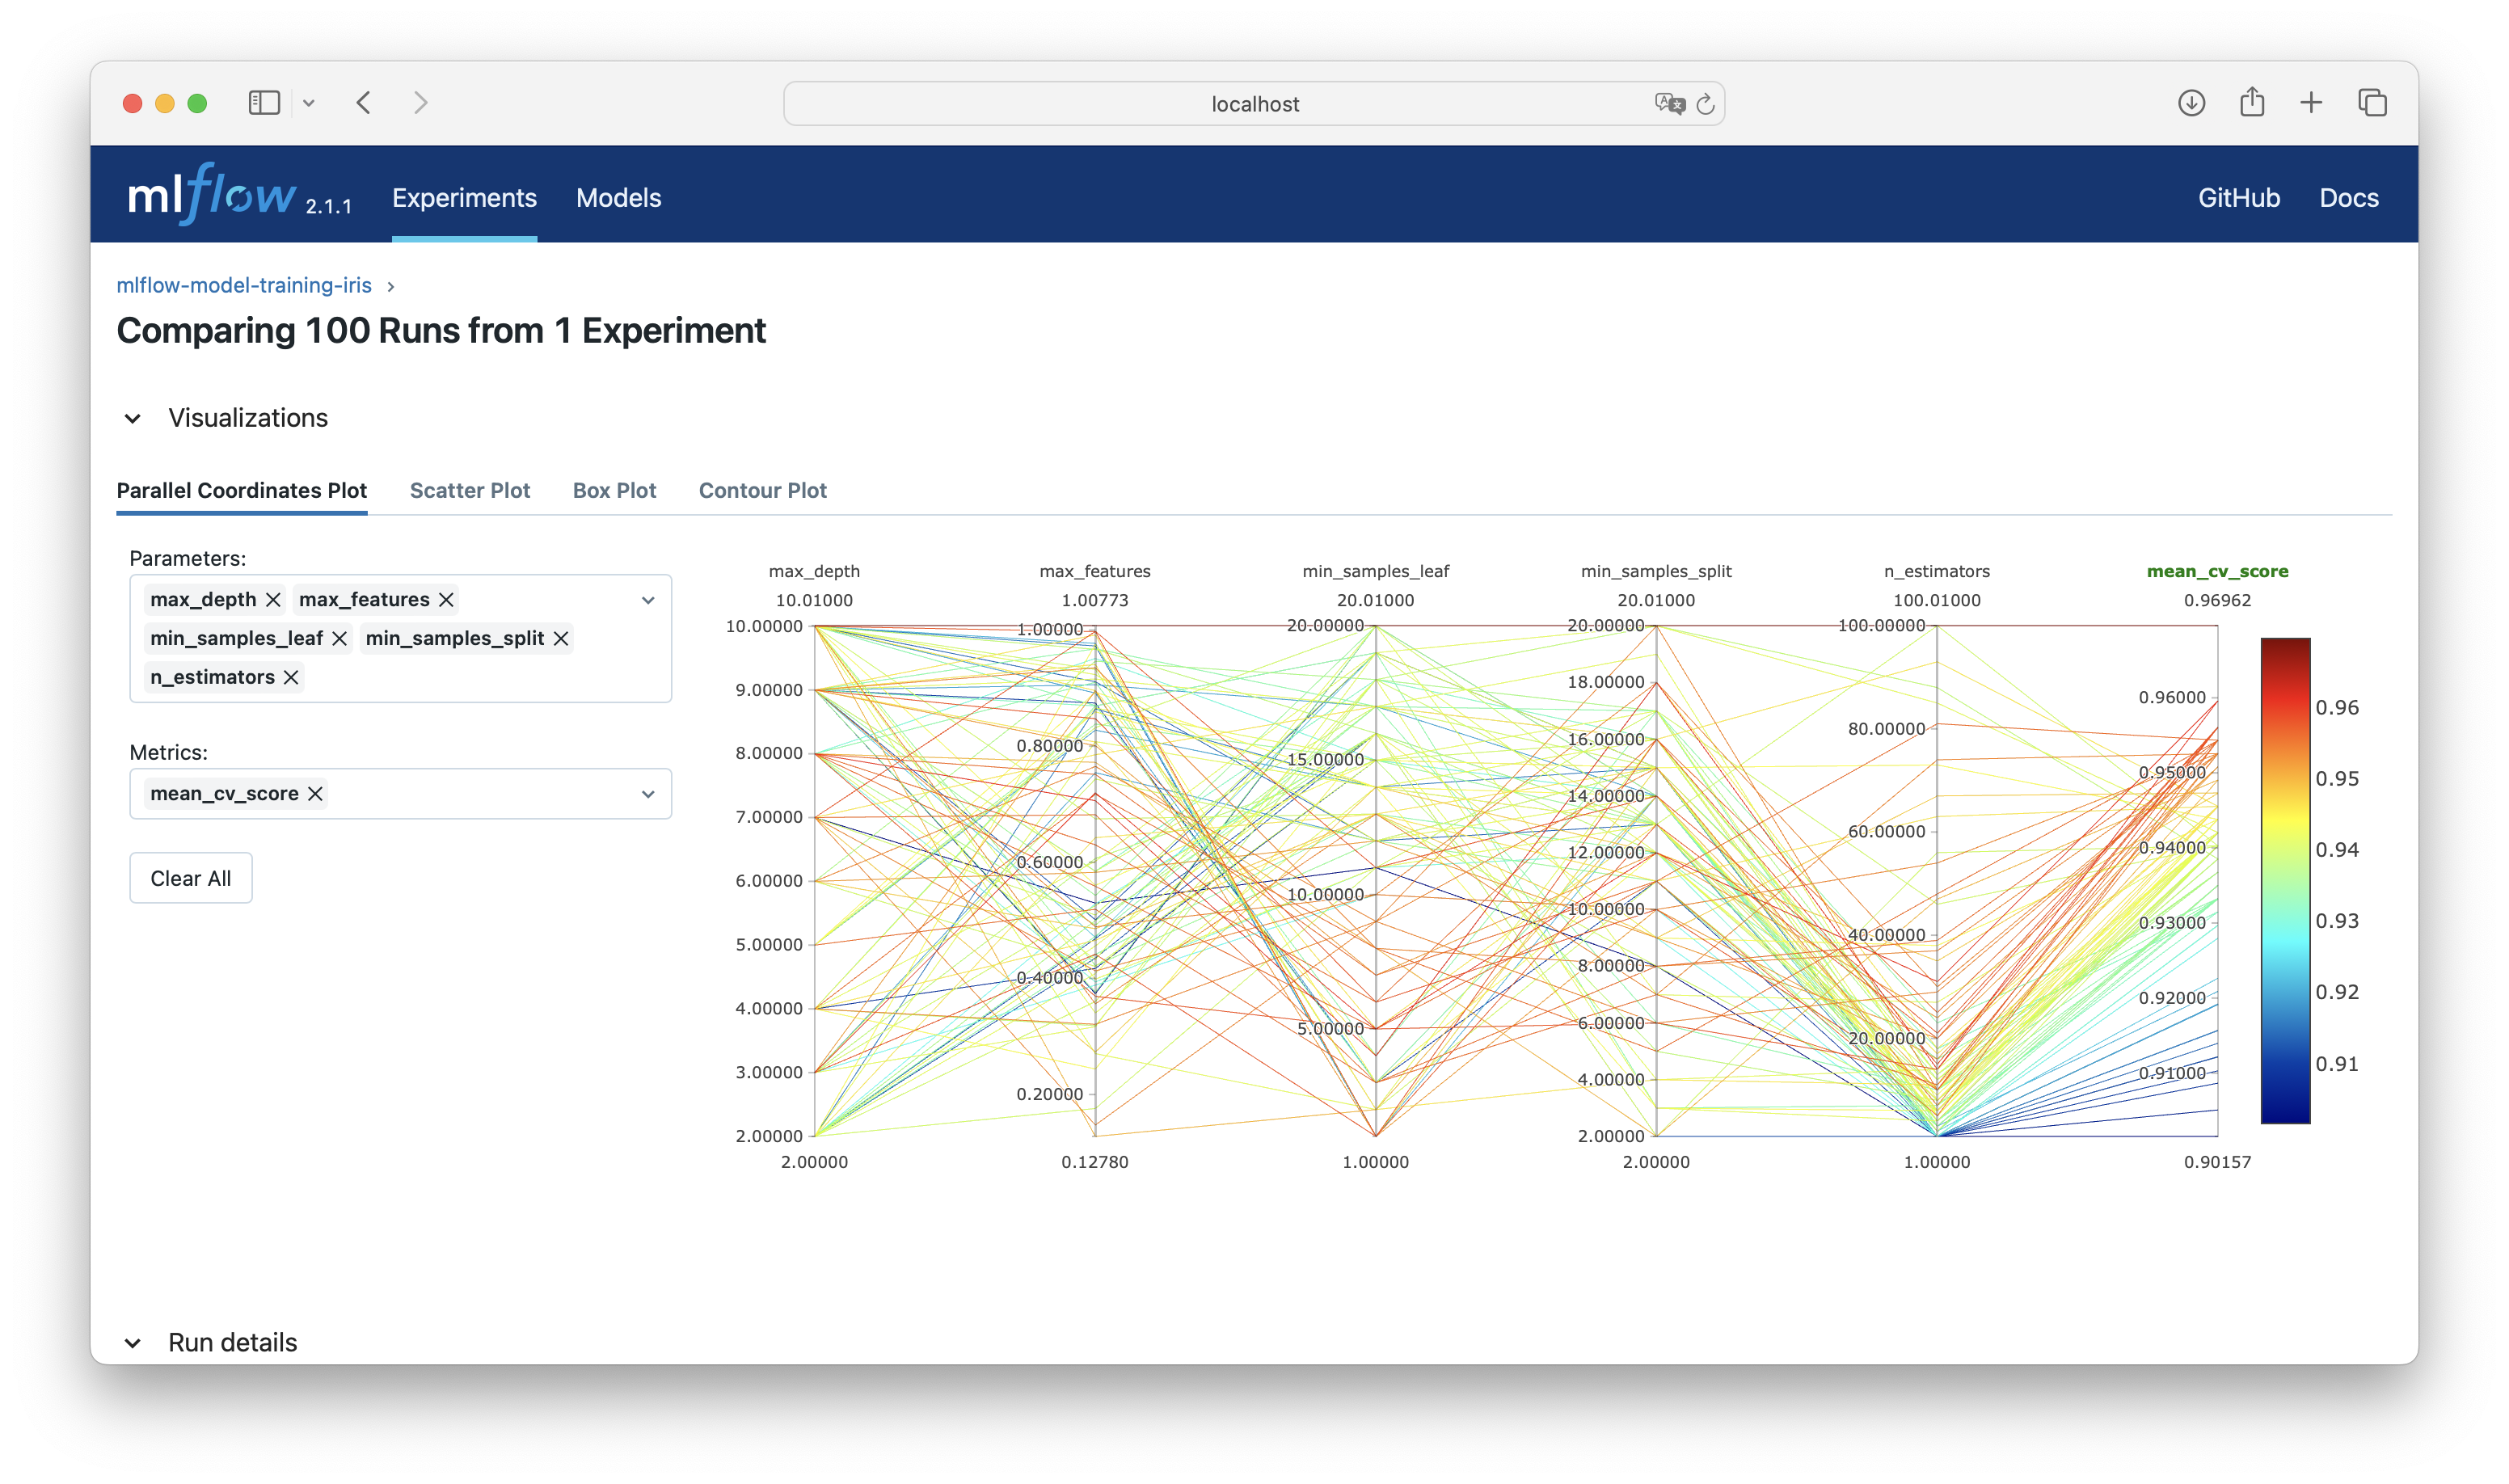 localhost
mlflow 2.1.1 Experiments Models GitHub Docs
mlflow-model-training-iris
Comparing 100 Runs from 1 Experiment
Visualizations
Parallel Coordinates Plot Scatter Plot Box Plot Contour Plot
Parameters:
max_depth max_features
min_samples_leaf min_samples_split
n_estimators
Metrics:
mean_cv_score
Clear All
max_depth max_features min_samples_leaf min_samples_split n_estimators mean_cv_score
10.01000 1.00773 20.01000 20.01000 100.01000 0.96962
10.00000
9.00000
8.00000
7.00000
6.00000
5.00000
4.00000
3.00000
2.00000
1.00000
0.80000
0.60000
0.40000
0.20000
20.00000
15.00000
10.00000
5.00000
20.00000
18.00000
16.00000
14.00000
12.00000
10.00000
8.00000
6.00000
4.00000
2.00000
100.00000
80.00000
60.00000
40.00000
20.00000
0.96000
0.95000
0.94000
0.93000
0.92000
0.91000
0.96
0.95
0.94
0.93
0.92
0.91
2.00000 0.12780 1.00000 2.00000 1.00000 0.90157
Run details